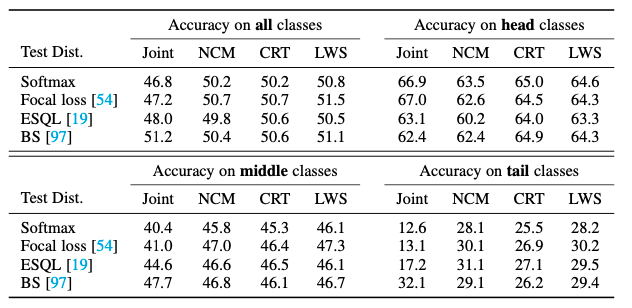 Accuracy on all classes Accuracy on head classes
Test Dist. Joint NCM CRT LWS Joint NCM CRT LWS
Softmax 46.8 50.2 50.2 50.8 66.9 63.5 65.0 64.6
Focal loss [54] 47.2 50.7 50.7 51.5 67.0 62.6 64.5 64.3
ESQL [19] 48.0 49.8 50.6 50.5 63.1 60.2 64.0 63.3
BS [97] 51.2 50.4 50.6 51.1 62.4 62.4 64.9 64.3
Accuracy on middle classes Accuracy on tail classes
Test Dist. Joint NCM CRT LWS Joint NCM CRT LWS
Softmax 40.4 45.8 45.3 46.1 12.6 28.1 25.5 28.2
Focal loss [54] 41.0 47.0 46.4 47.3 13.1 30.1 26.9 30.2
ESQL [19] 44.6 46.6 46.5 46.1 17.2 31.1 27.1 29.5
BS [97] 47.7 46.8 46.1 46.7 32.1 29.1 26.2 29.4